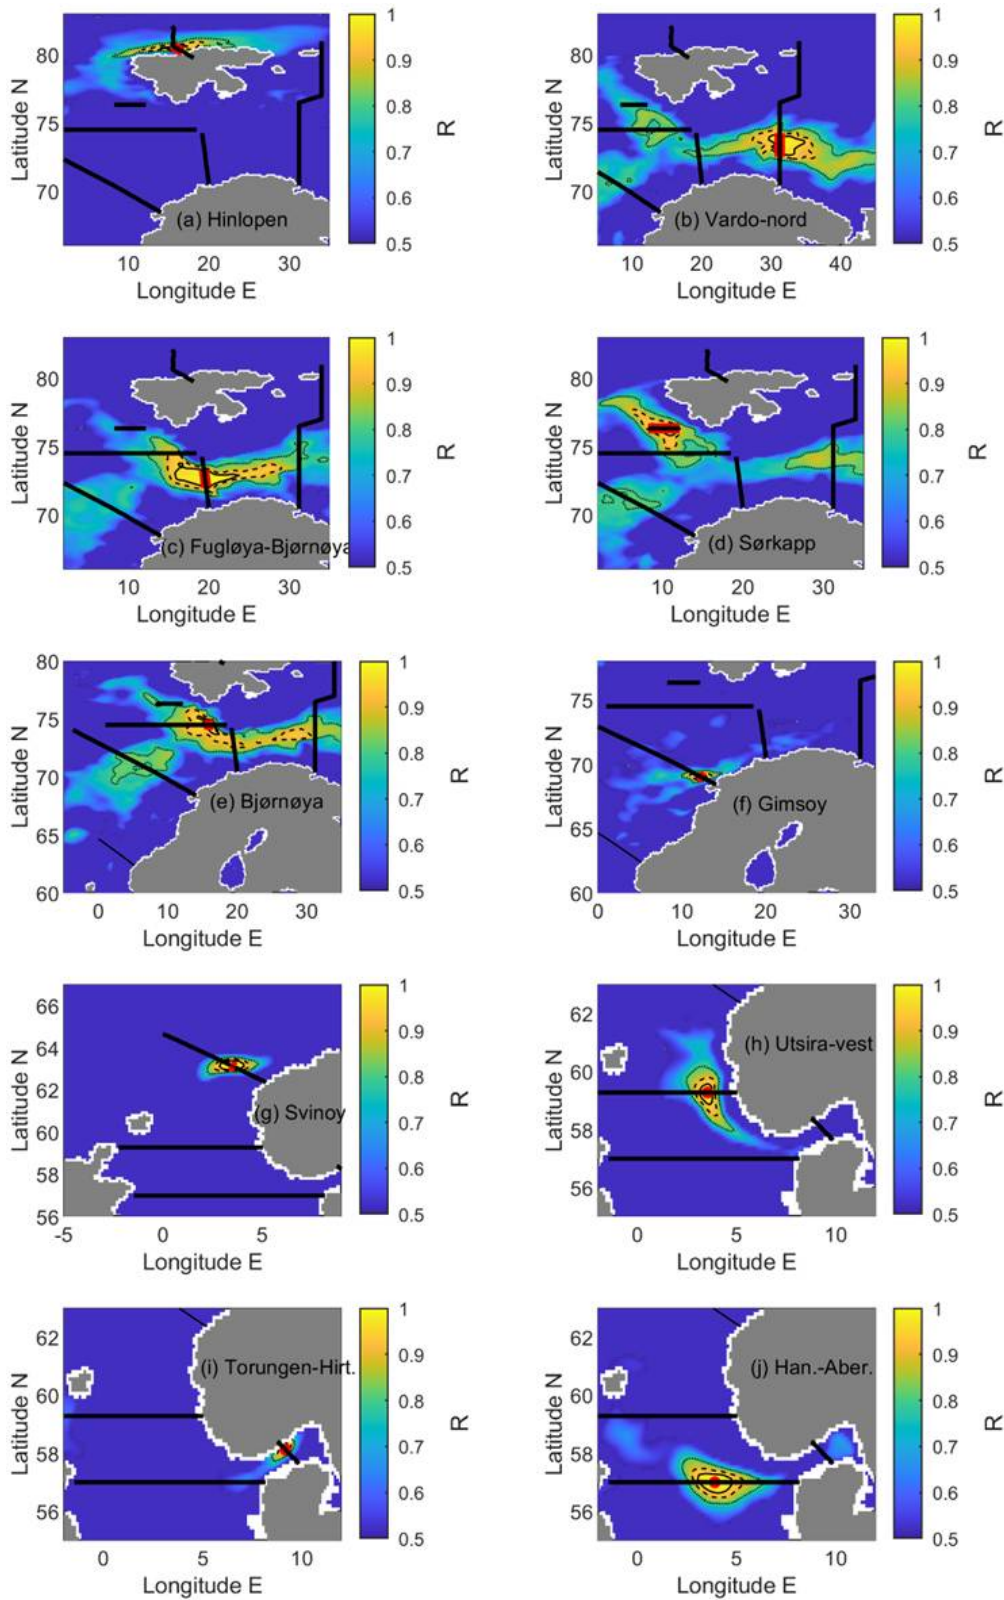 Latitude N
80
75
70
(a) Hinlopen
10 20 30
Longitude E
1
0.9
0.8
0.7
0.6
0.5
R
Latitude N
80
75
70
(b) Vardo-nord
10 20 30 40
Longitude E
1
0.9
0.8
0.7
0.6
0.5
R
Latitude N
80
75
70
(c) Fugløya-Bjørnøya
10 20 30
Longitude E
1
0.9
0.8
0.7
0.6
0.5
R
Latitude N
80
75
70
(d) Sørkapp
10 20 30
Longitude E
1
0.9
0.8
0.7
0.6
0.5
R
Latitude N
80
75
70
65
60
(e) Bjørnøya
0 10 20 30
Longitude E
1
0.9
0.8
0.7
0.6
0.5
R
Latitude N
75
70
65
60
(f) Gimsoy
0 10 20 30
Longitude E
1
0.9
0.8
0.7
0.6
0.5
R
Latitude N
66
64
62
60
58
56
(g) Svinoy
-5 0 5
Longitude E
1
0.9
0.8
0.7
0.6
0.5
R
Latitude N
62
60
58
56
(h) Utsira-vest
0 5 10
Longitude E
1
0.9
0.8
0.7
0.6
0.5
R
Latitude N
62
60
58
56
(i) Torungen-Hirt.
0 5 10
Longitude E
1
0.9
0.8
0.7
0.6
0.5
R
Latitude N
62
60
58
56
(j) Han.-Aber.
0 5 10
Longitude E
1
0.9
0.8
0.7
0.6
0.5
R